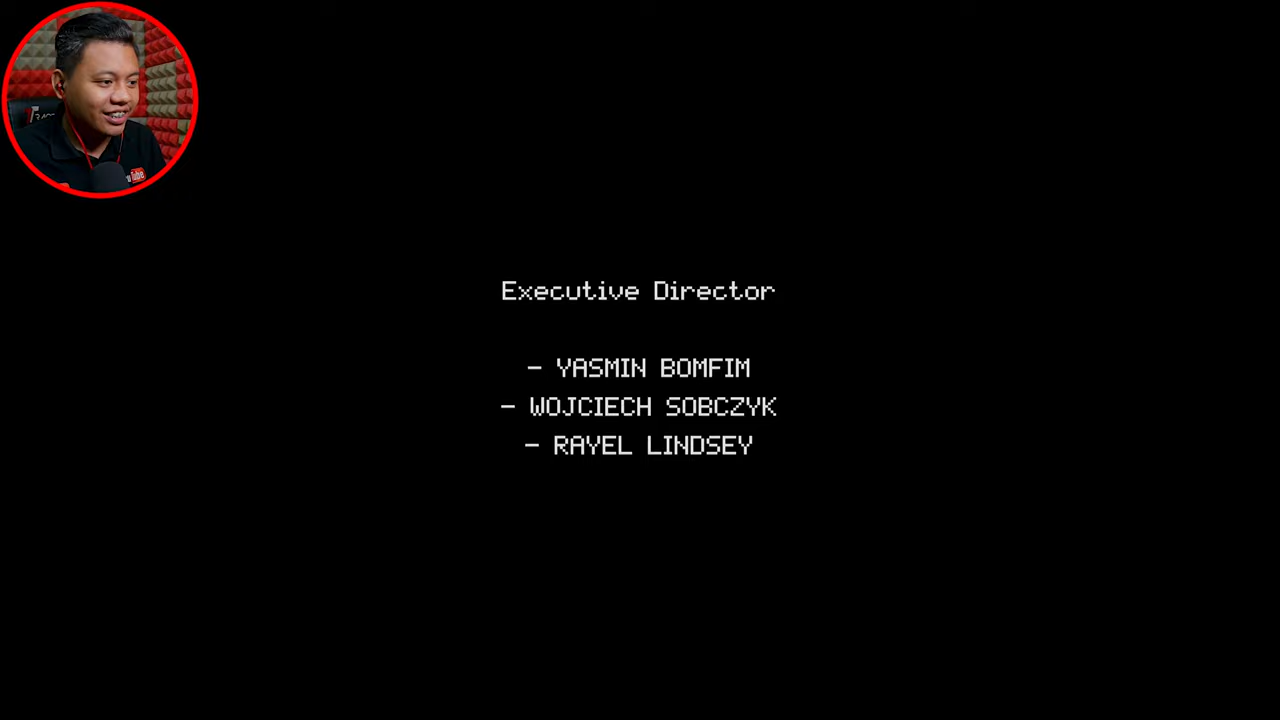 Executive Director
- YASMIN BOMFIM
- WOJCIECH SOBCZYK
- RAYEL LINDSEY